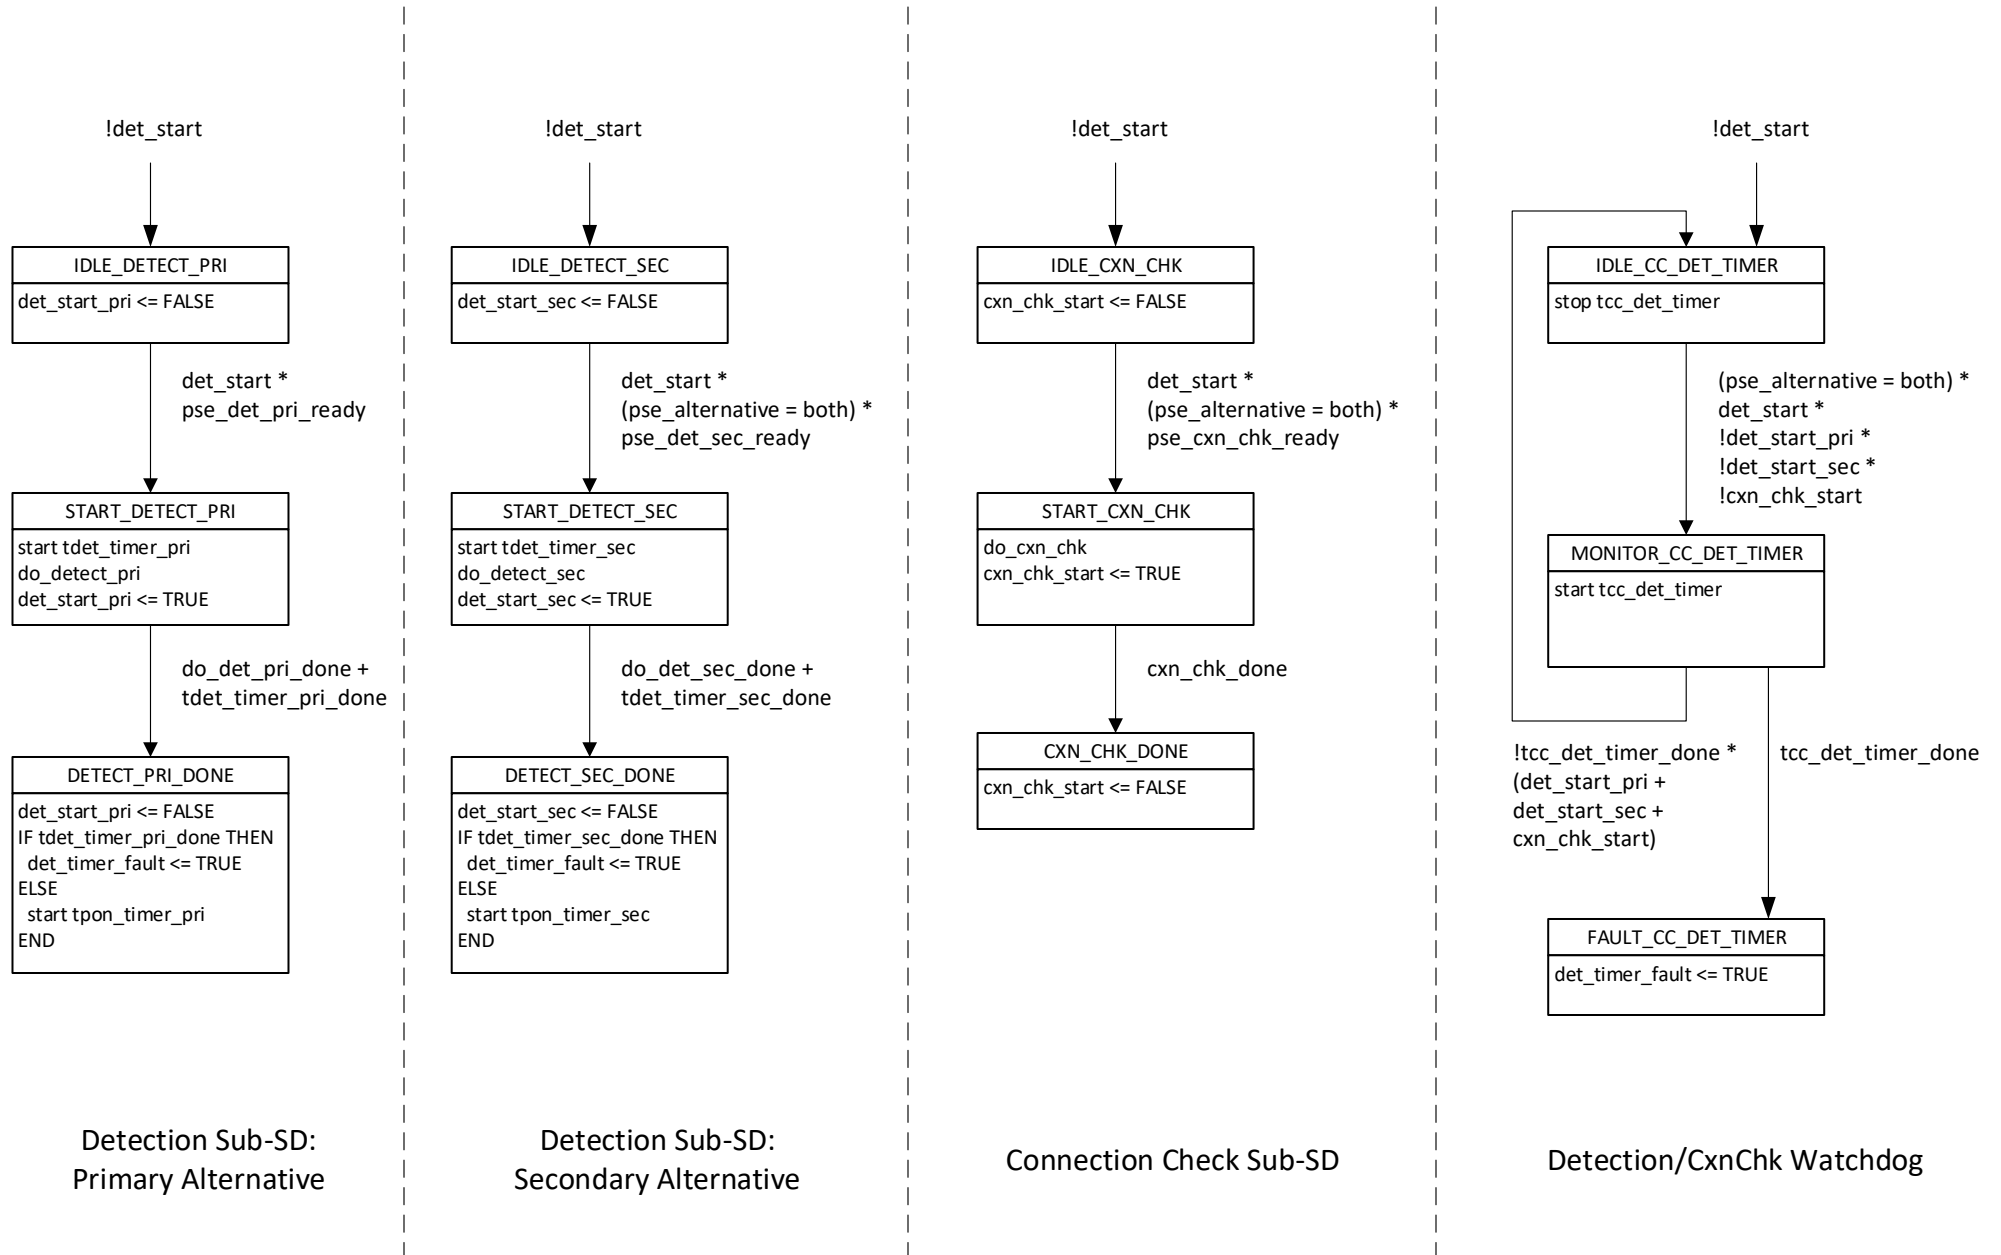 !det_start
IDLE_DETECT_PRI
det_start_pri <= FALSE
det_start *
pse_det_pri_ready
START_DETECT_PRI
start tdet_timer_pri
do_detect_pri
det_start_pri <= TRUE
do_det_pri_done +
tdet_timer_pri_done
DETECT_PRI_DONE
det_start_pri <= FALSE
IF tdet_timer_pri_done THEN
det_timer_fault <= TRUE
ELSE
start tpon_timer_pri
END
Detection Sub-SD:
Primary Alternative
!det_start
IDLE_DETECT_SEC
det_start_sec <= FALSE
det_start *
(pse_alternative = both) *
pse_det_sec_ready
START_DETECT_SEC
start tdet_timer_sec
do_detect_sec
det_start_sec <= TRUE
do_det_sec_done +
tdet_timer_sec_done
DETECT_SEC_DONE
det_start_sec <= FALSE
IF tdet_timer_sec_done THEN
det_timer_fault <= TRUE
ELSE
start tpon_timer_sec
END
Detection Sub-SD:
Secondary Alternative
!det_start
IDLE_CXN_CHK
cxn_chk_start <= FALSE
det_start *
(pse_alternative = both) *
pse_cxn_chk_ready
START_CXN_CHK
do_cxn_chk
cxn_chk_start <= TRUE
cxn_chk_done
CXN_CHK_DONE
cxn_chk_start <= FALSE
Connection Check Sub-SD
!det_start
IDLE_CC_DET_TIMER
stop tcc_det_timer
(pse_alternative = both) *
det_start *
!det_start_pri *
!det_start_sec *
!cxn_chk_start
MONITOR_CC_DET_TIMER
start tcc_det_timer
!tcc_det_timer_done *
(det_start_pri +
det_start_sec +
cxn_chk_start)
tcc_det_timer_done
FAULT_CC_DET_TIMER
det_timer_fault <= TRUE
Detection/CxnChk Watchdog